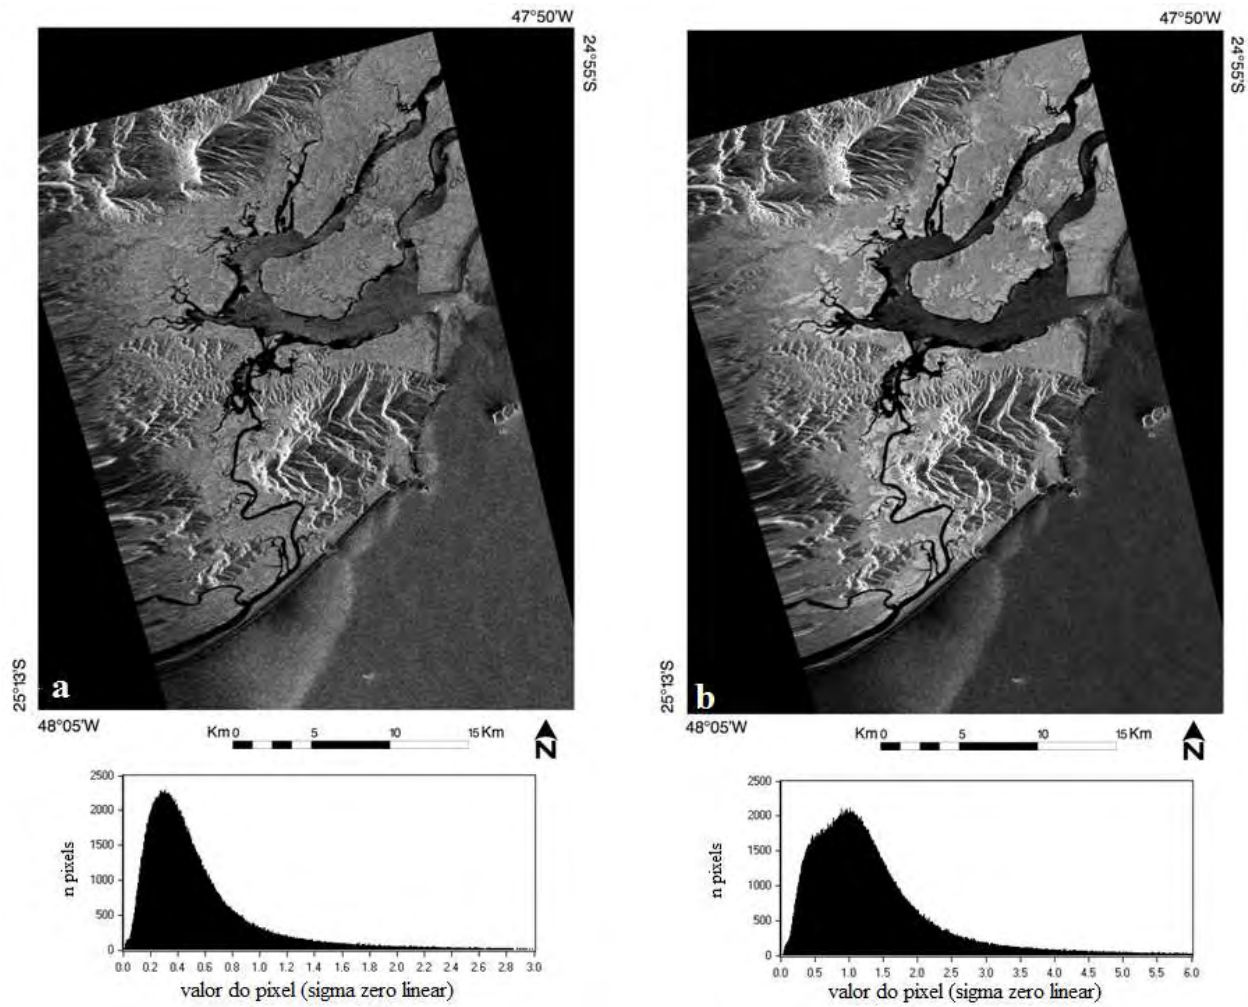 47°50'W
24°55'S
25°13'S
a
48°05'W
Km 0 5 10 15 Km
N
2500
2000
1500
1000
500
0
n pixels
0.0 0.2 0.4 0.6 0.8 1.0 1.2 1.4 1.6 1.8 2.0 2.2 2.4 2.6 2.8 3.0
valor do pixel (sigma zero linear)
47°50'W
24°55'S
25°13'S
b
48°05'W
Km 0 5 10 15 Km
N
2500
2000
1500
1000
500
0
n pixels
0.0 0.5 1.0 1.5 2.0 2.5 3.0 3.5 4.0 4.5 5.0 5.5 6.0
valor do pixel (sigma zero linear)